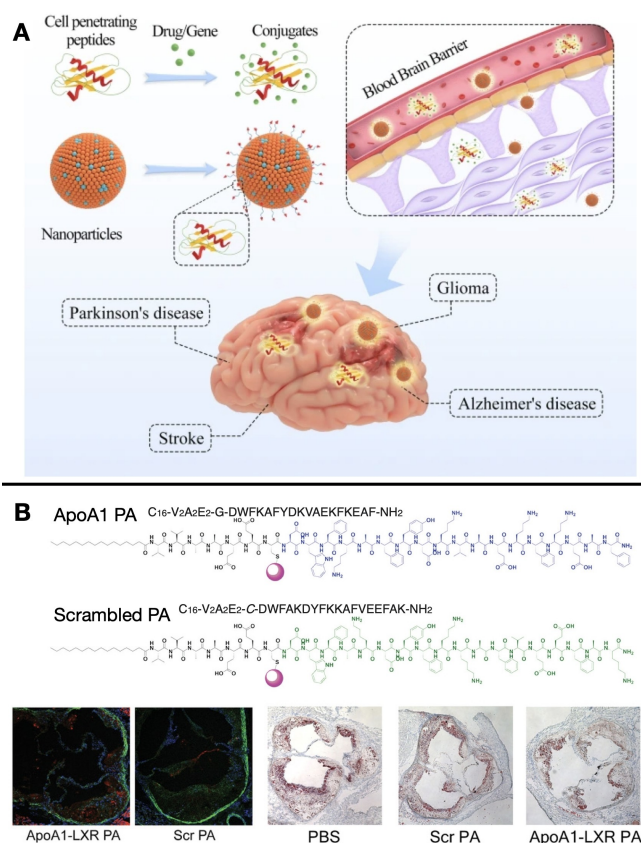 A
Cell penetrating
peptides
Drug/Gene
Conjugates
Blood Brain Barrier
Nanoparticles
Parkinson's disease
Glioma
Alzheimer's disease
Stroke
B
ApoA1 PA
C16-V2A2E2-G-DWFKAFYDKVAEKFKEAF-NH2
Scrambled PA
C16-V2A2E2-C-DWFAKDYFKKAFVEEFAK-NH2
ApoA1-LXR PA
Scr PA
PBS
Scr PA
ApoA1-LXR PA